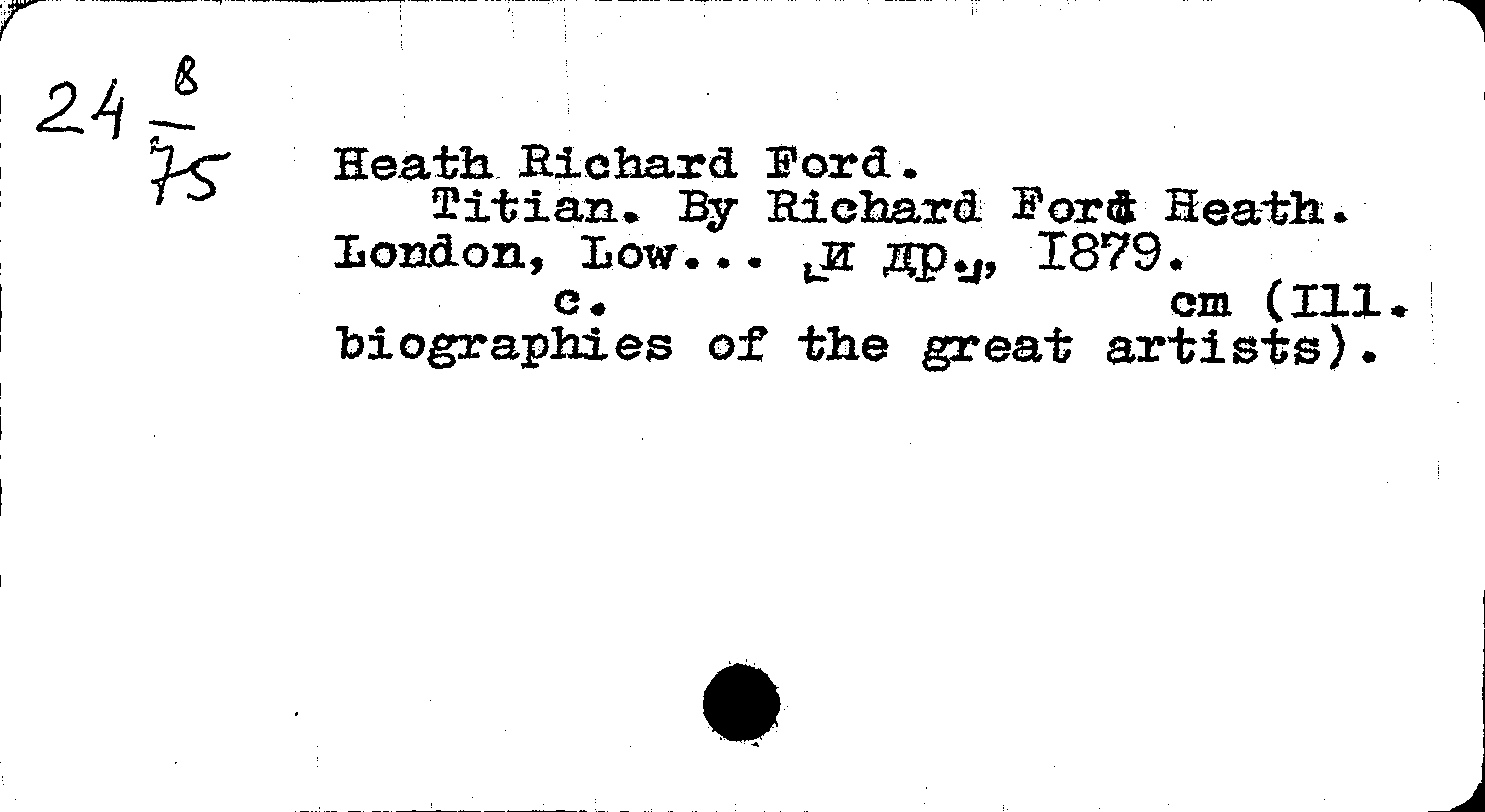 24 8/75
Heath Richard Ford.
Titian. By Richard Ford Heath.
London, Low... [и др.], 1879.
c. cm (Ill.
biographies of the great artists).